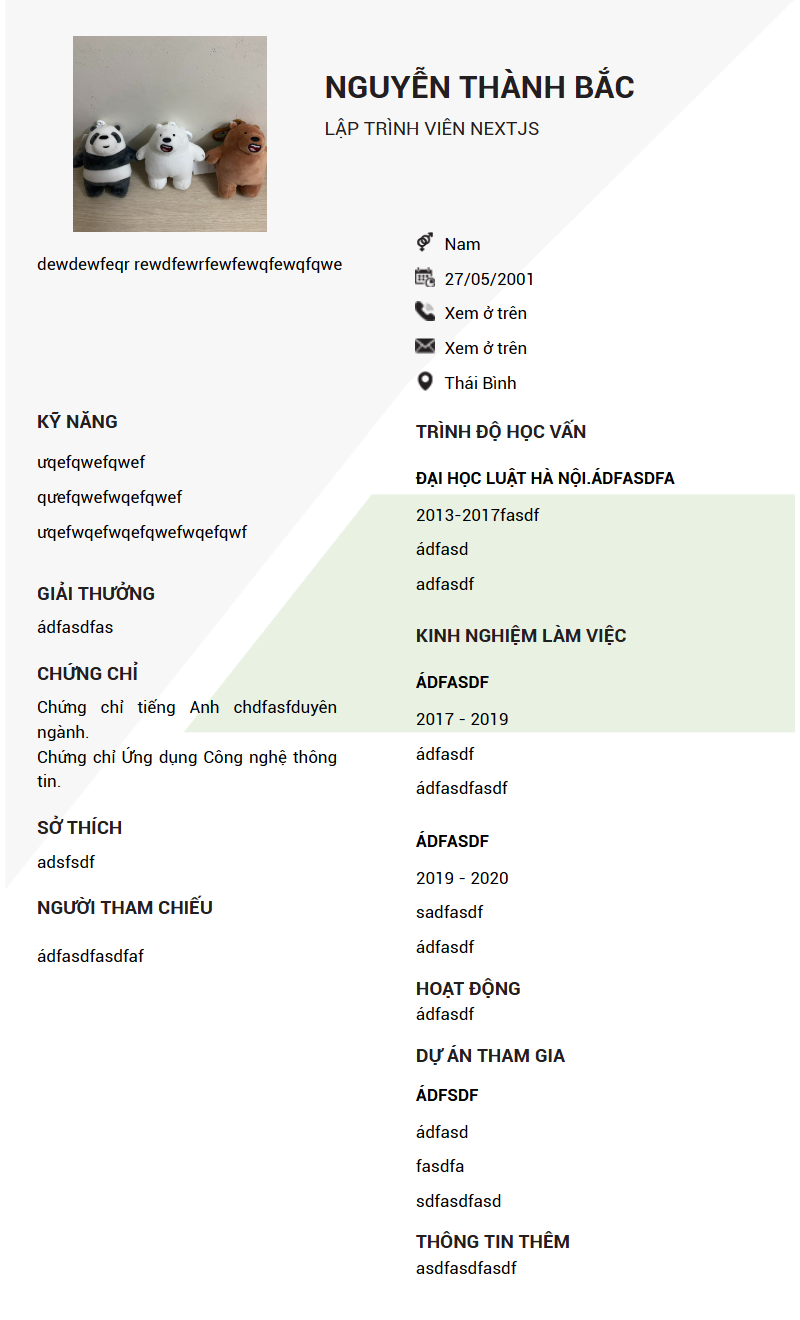 NGUYỄN THÀNH BẮC
LẬP TRÌNH VIÊN NEXTJS
dewdewfeqr rewdfewrfewfewqfewqfqwe
Nam
27/05/2001
Xem ở trên
Xem ở trên
Thái Bình
KỸ NĂNG
ưqefqwefqwef
qưefqwefwqefqwef
ưqefwqefwqefqwefwqefqwf
GIẢI THƯỞNG
ádfasdfas
CHỨNG CHỈ
Chứng chỉ tiếng Anh chdfasfduyên
ngành.
Chứng chỉ Ứng dụng Công nghệ thông
tin.
SỞ THÍCH
adsfsdf
NGƯỜI THAM CHIẾU
ádfasdfasdfaf
TRÌNH ĐỘ HỌC VẤN
ĐẠI HỌC LUẬT HÀ NỘI.ÁDFASDFA
2013-2017fasdf
ádfasd
adfasdf
KINH NGHIỆM LÀM VIỆC
ÁDFASDF
2017 - 2019
ádfasdf
ádfasdfasdf
ÁDFASDF
2019 - 2020
sadfasdf
ádfasdf
HOẠT ĐỘNG
ádfasdf
DỰ ÁN THAM GIA
ÁDFSDF
ádfasd
fasdfa
sdfasdfasd
THÔNG TIN THÊM
asdfasdfasdf